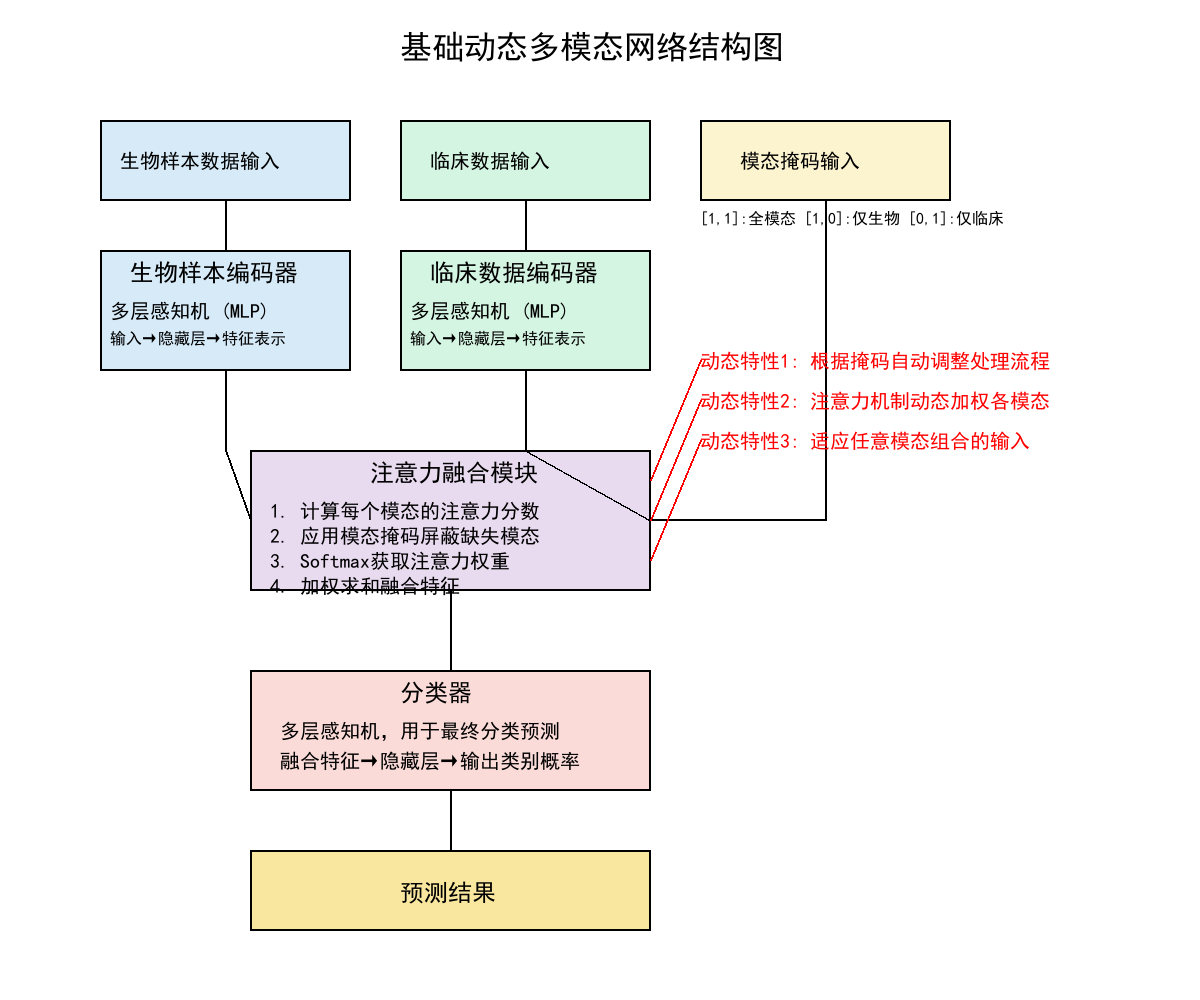 基础动态多模态网络结构图
生物样本数据输入
临床数据输入
模态掩码输入
[1,1]:全模态 [1,0]:仅生物 [0,1]:仅临床
生物样本编码器
多层感知机 (MLP)
输入→隐藏层→特征表示
临床数据编码器
多层感知机 (MLP)
输入→隐藏层→特征表示
动态特性1: 根据掩码自动调整处理流程
动态特性2: 注意力机制动态加权各模态
动态特性3: 适应任意模态组合的输入
注意力融合模块
1. 计算每个模态的注意力分数
2. 应用模态掩码屏蔽缺失模态
3. Softmax获取注意力权重
4. 加权求和融合特征
分类器
多层感知机，用于最终分类预测
融合特征→隐藏层→输出类别概率
预测结果